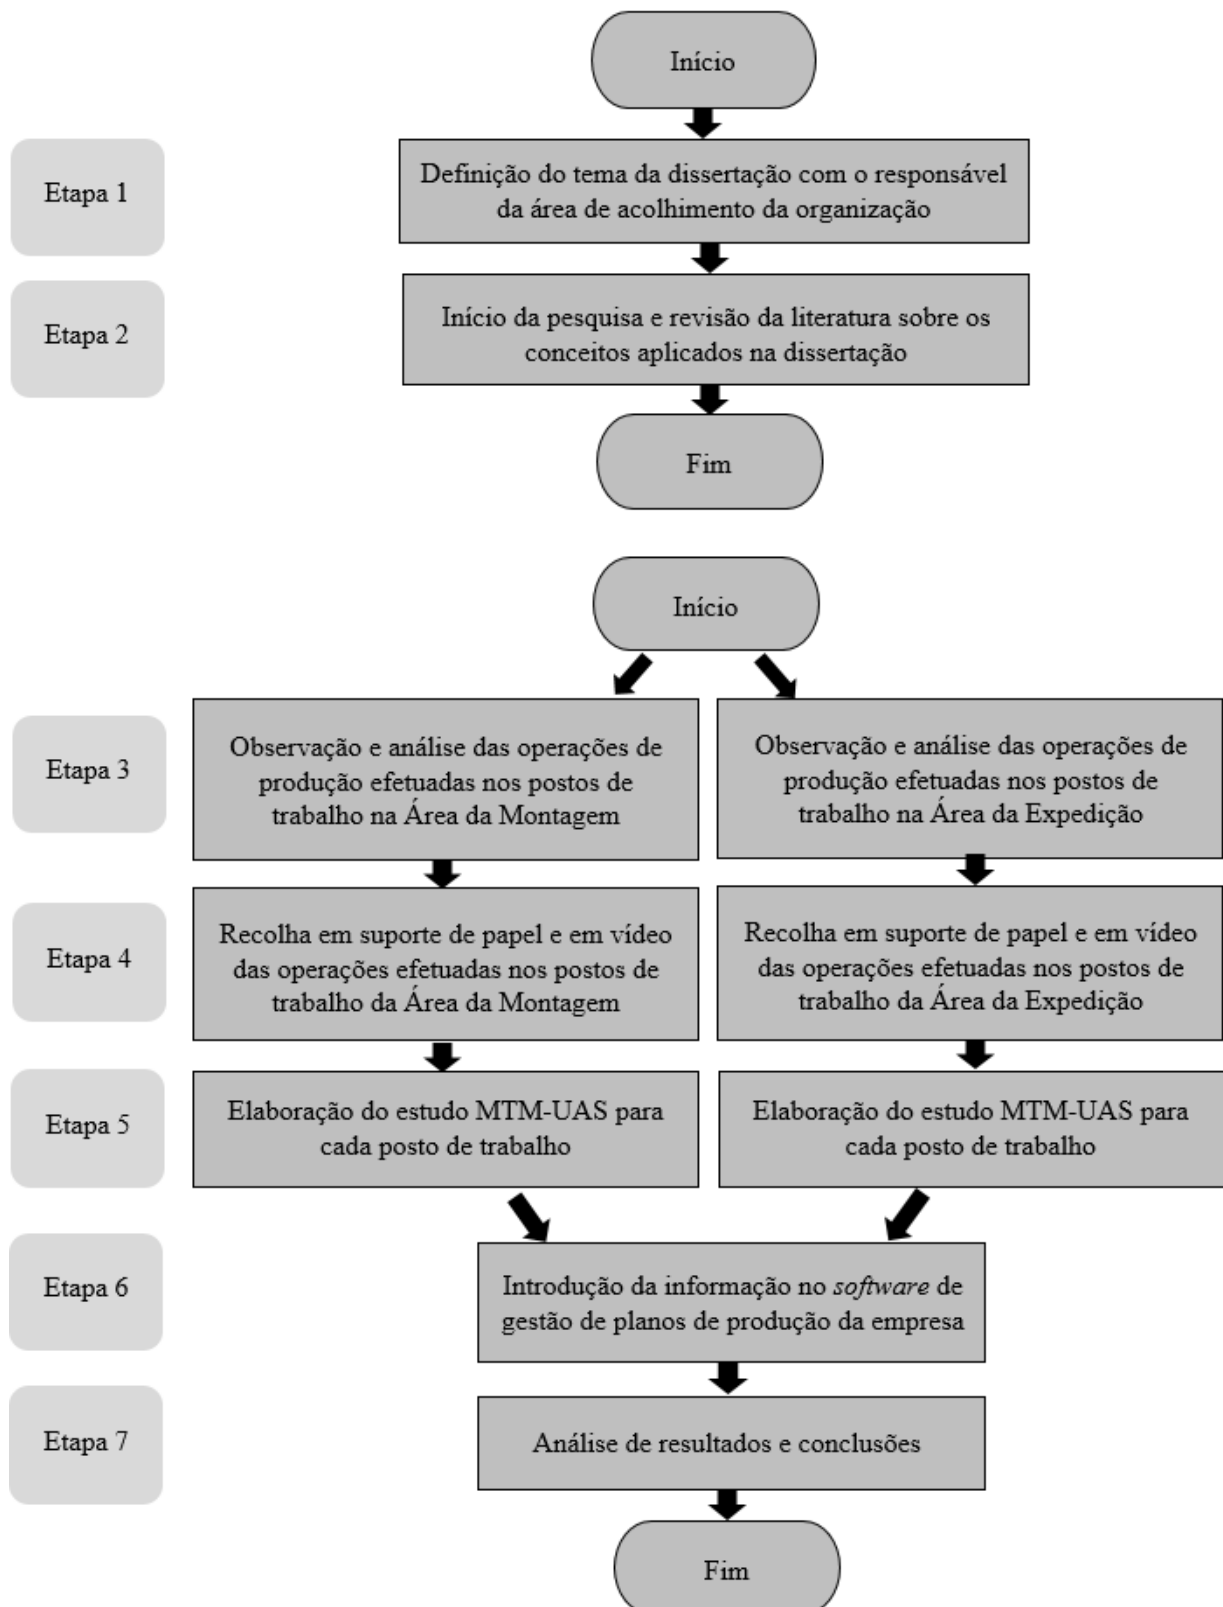 Início
Etapa 1
Definição do tema da dissertação com o responsável
da área de acolhimento da organização
Etapa 2
Início da pesquisa e revisão da literatura sobre os
conceitos aplicados na dissertação
Fim
Início
Etapa 3
Observação e análise das operações de
produção efetuadas nos postos de
trabalho na Área da Montagem
Observação e análise das operações de
produção efetuadas nos postos de
trabalho na Área da Expedição
Etapa 4
Recolha em suporte de papel e em vídeo
das operações efetuadas nos postos de
trabalho da Área da Montagem
Recolha em suporte de papel e em vídeo
das operações efetuadas nos postos de
trabalho da Área da Expedição
Etapa 5
Elaboração do estudo MTM-UAS para
cada posto de trabalho
Elaboração do estudo MTM-UAS para
cada posto de trabalho
Etapa 6
Introdução da informação no software de
gestão de planos de produção da empresa
Etapa 7
Análise de resultados e conclusões
Fim